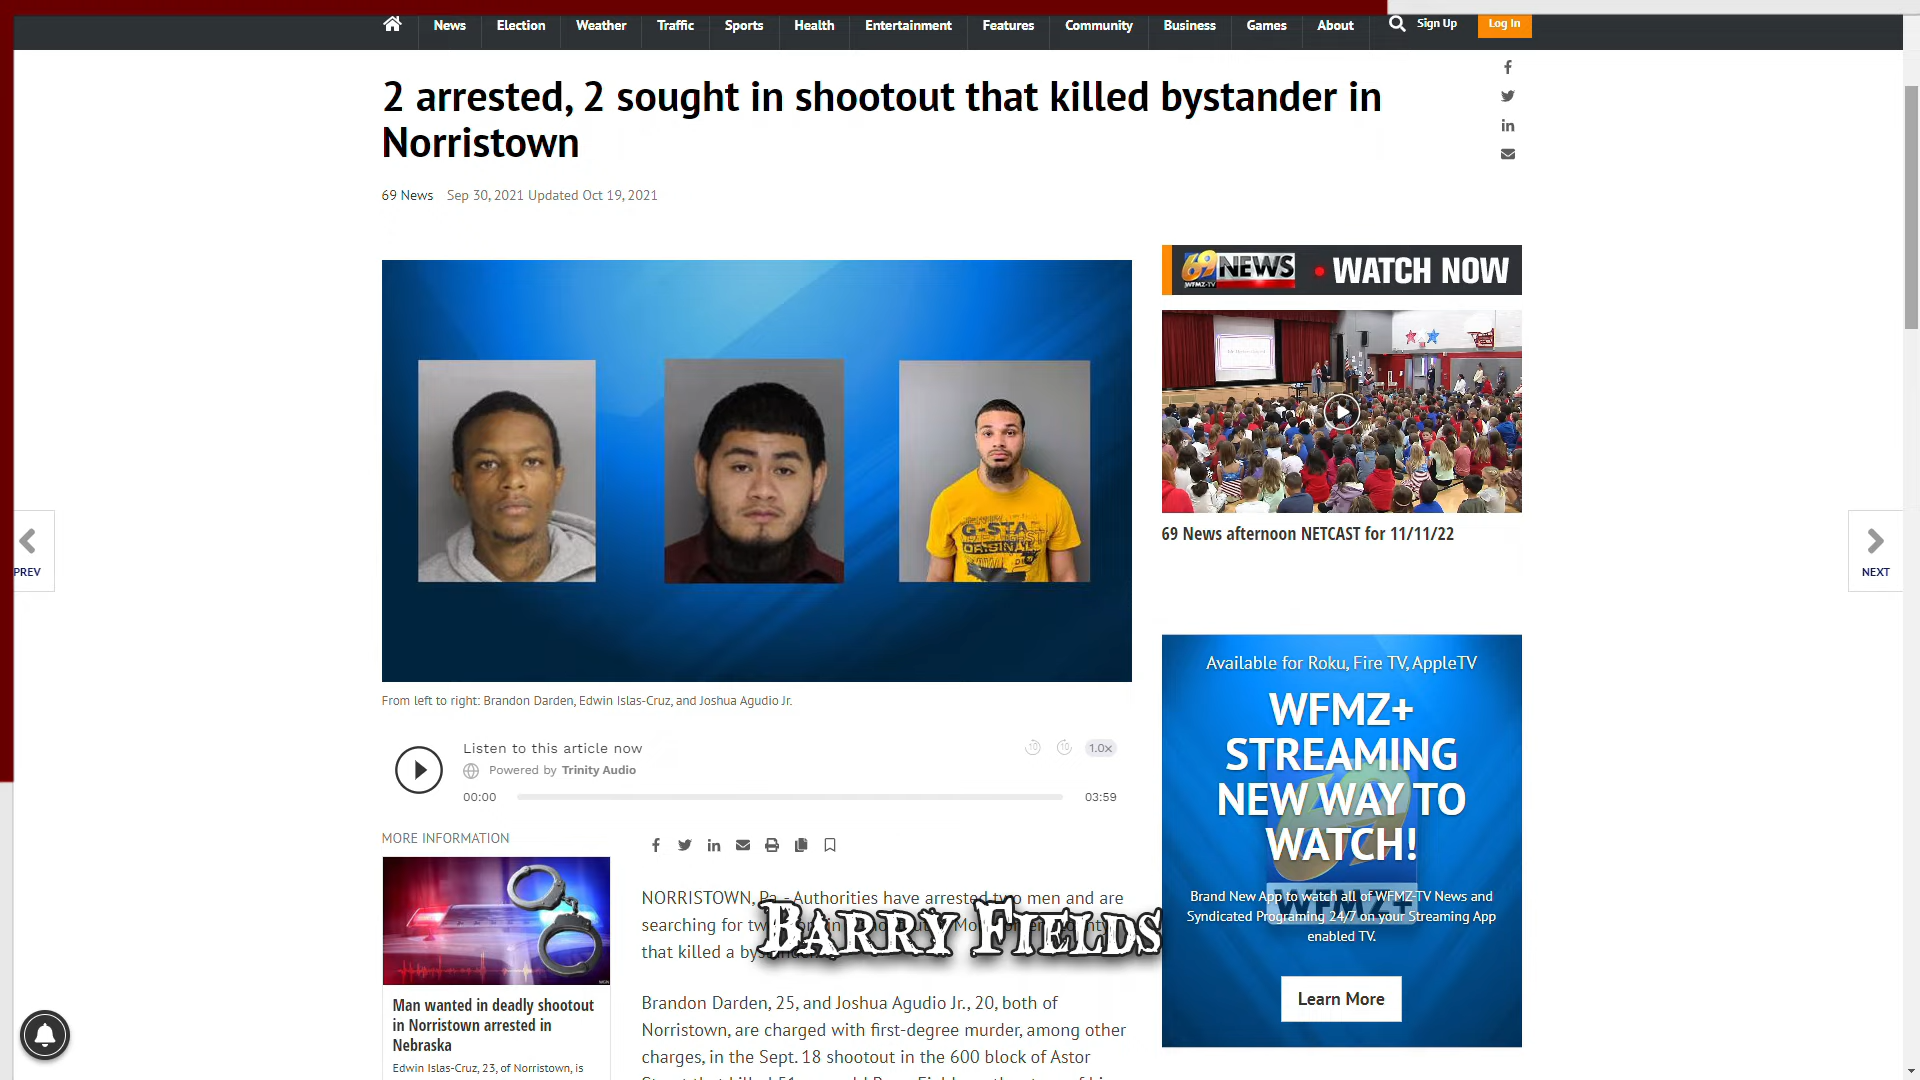 News Election Weather Traffic Sports Health Entertainment Features Community Business Games About Sign Up Log In
2 arrested, 2 sought in shootout that killed bystander in
Norristown
69 News Sep 30, 2021 Updated Oct 19, 2021
69 NEWS • WATCH NOW
WFMZ-TV
G-STAR
ORIGINAL
69 News afternoon NETCAST for 11/11/22
PREV
NEXT
From left to right: Brandon Darden, Edwin Islas-Cruz, and Joshua Agudio Jr.
Listen to this article now
Powered by Trinity Audio
10 10 1.0x
00:00 03:59
MORE INFORMATION
NORRISTOWN, Pa. - Authorities have arrested two men and are
searching for
that killed a
BARRY FIELDS
Brandon Darden, 25, and Joshua Agudio Jr., 20, both of
Norristown, are charged with first-degree murder, among other
charges, in the Sept. 18 shootout in the 600 block of Astor
Man wanted in deadly shootout
in Norristown arrested in
Nebraska
Edwin Islas-Cruz, 23, of Norristown, is
Available for Roku, Fire TV, AppleTV
WFMZ+
STREAMING
NEW WAY TO
WATCH!
WFMZ+
Brand New App to watch all of WFMZ-TV News and
Syndicated Programing 24/7 on your Streaming App
enabled TV.
Learn More